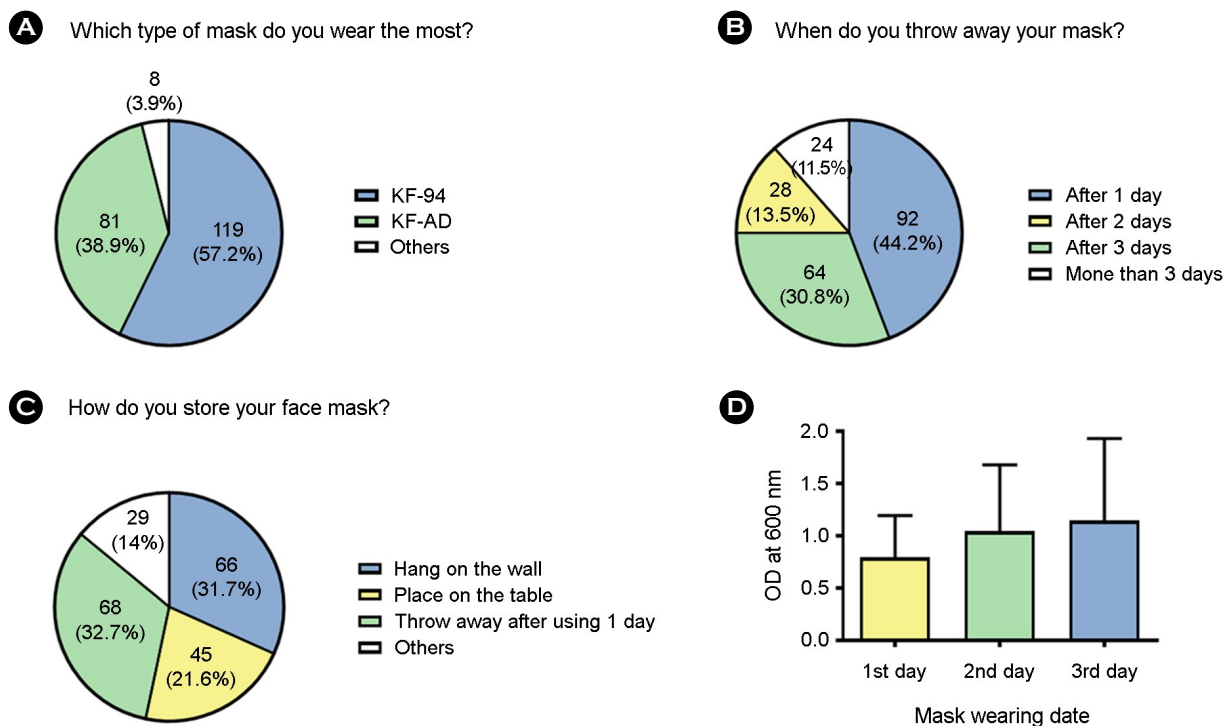 A Which type of mask do you wear the most?
8
(3.9%)
81
(38.9%)
119
(57.2%)
KF-94
KF-AD
Others
B When do you throw away your mask?
24
(11.5%)
28
(13.5%)
92
(44.2%)
64
(30.8%)
After 1 day
After 2 days
After 3 days
Mone than 3 days
C How do you store your face mask?
29
(14%)
66
(31.7%)
68
(32.7%)
45
(21.6%)
Hang on the wall
Place on the table
Throw away after using 1 day
Others
D
OD at 600 nm
2.0
1.5
1.0
0.5
0.0
1st day 2nd day 3rd day
Mask wearing date